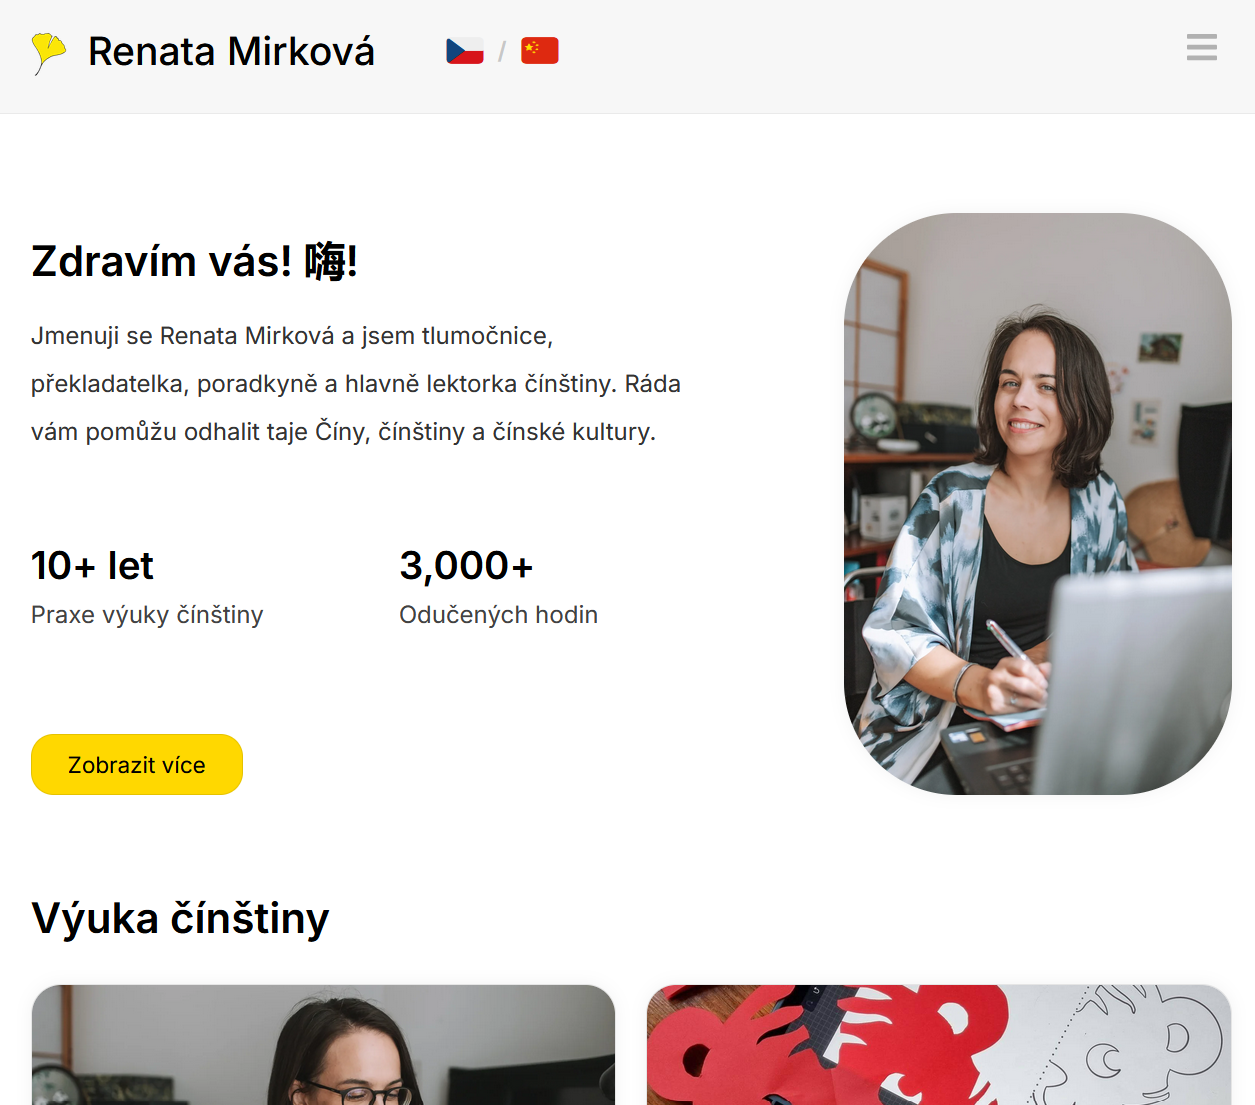 Renata Mirková
/
Zdravím vás! 嗨!
Jmenuji se Renata Mirková a jsem tlumočnice,
překladatelka, poradkyně a hlavně lektorka čínštiny. Ráda
vám pomůžu odhalit taje Číny, čínštiny a čínské kultury.
10+ let
3,000+
Praxe výuky čínštiny
Odučených hodin
Zobrazit více
Výuka čínštiny